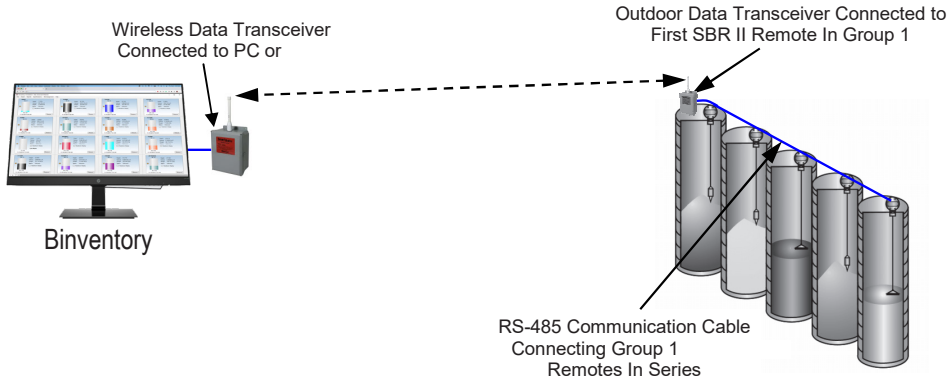 Wireless Data Transceiver
Connected to PC or
Outdoor Data Transceiver Connected to
First SBR II Remote In Group 1
Binventory
RS-485 Communication Cable
Connecting Group 1
Remotes In Series